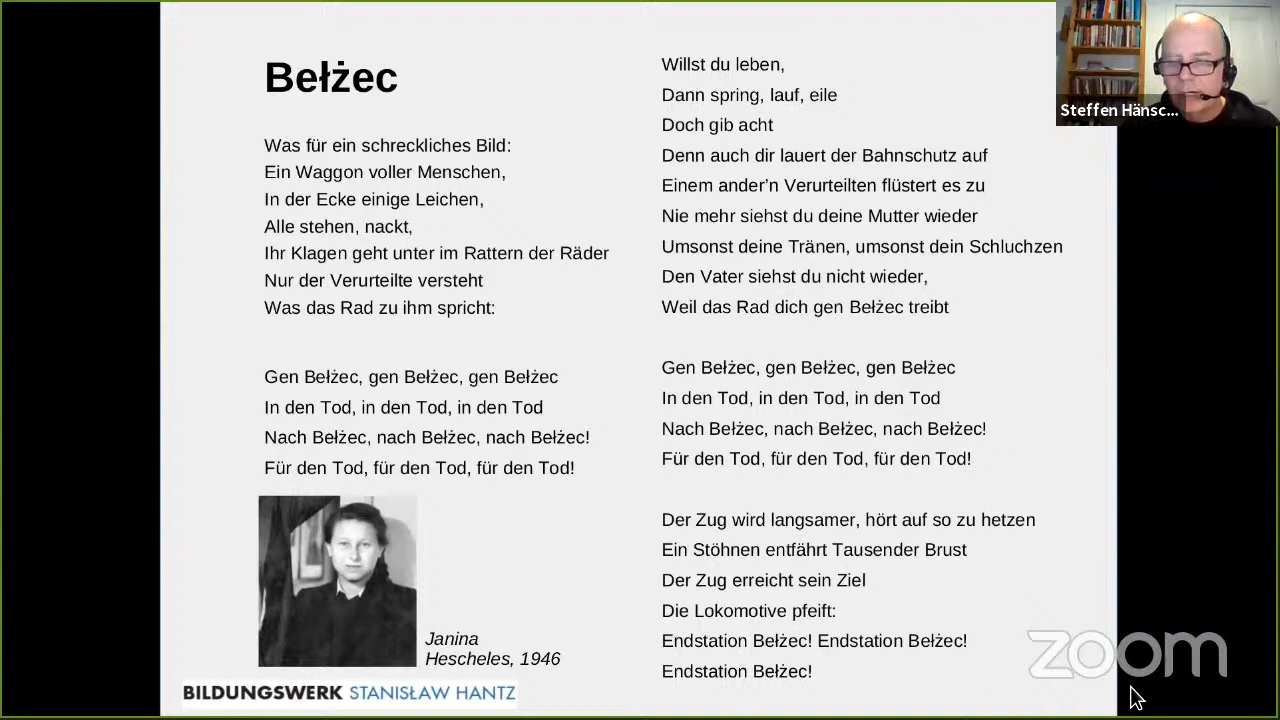 Bełżec
Was für ein schreckliches Bild:
Ein Waggon voller Menschen,
In der Ecke einige Leichen,
Alle stehen, nackt,
Ihr Klagen geht unter im Rattern der Räder
Nur der Verurteilte versteht
Was das Rad zu ihm spricht:
Gen Bełżec, gen Bełżec, gen Bełżec
In den Tod, in den Tod, in den Tod
Nach Bełżec, nach Bełżec, nach Bełżec!
Für den Tod, für den Tod, für den Tod!
Janina
Hescheles, 1946
BILDUNGSWERK STANISŁAW HANTZ
Willst du leben,
Dann spring, lauf, eile
Doch gib acht
Denn auch dir lauert der Bahnschutz auf
Einem ander’n Verurteilten flüstert es zu
Nie mehr siehst du deine Mutter wieder
Umsonst deine Tränen, umsonst dein Schluchzen
Den Vater siehst du nicht wieder,
Weil das Rad dich gen Bełżec treibt
Gen Bełżec, gen Bełżec, gen Bełżec
In den Tod, in den Tod, in den Tod
Nach Bełżec, nach Bełżec, nach Bełżec!
Für den Tod, für den Tod, für den Tod!
Der Zug wird langsamer, hört auf so zu hetzen
Ein Stöhnen entfährt Tausender Brust
Der Zug erreicht sein Ziel
Die Lokomotive pfeift:
Endstation Bełżec! Endstation Bełżec!
Endstation Bełżec!
Steffen Hänsc...
zoom